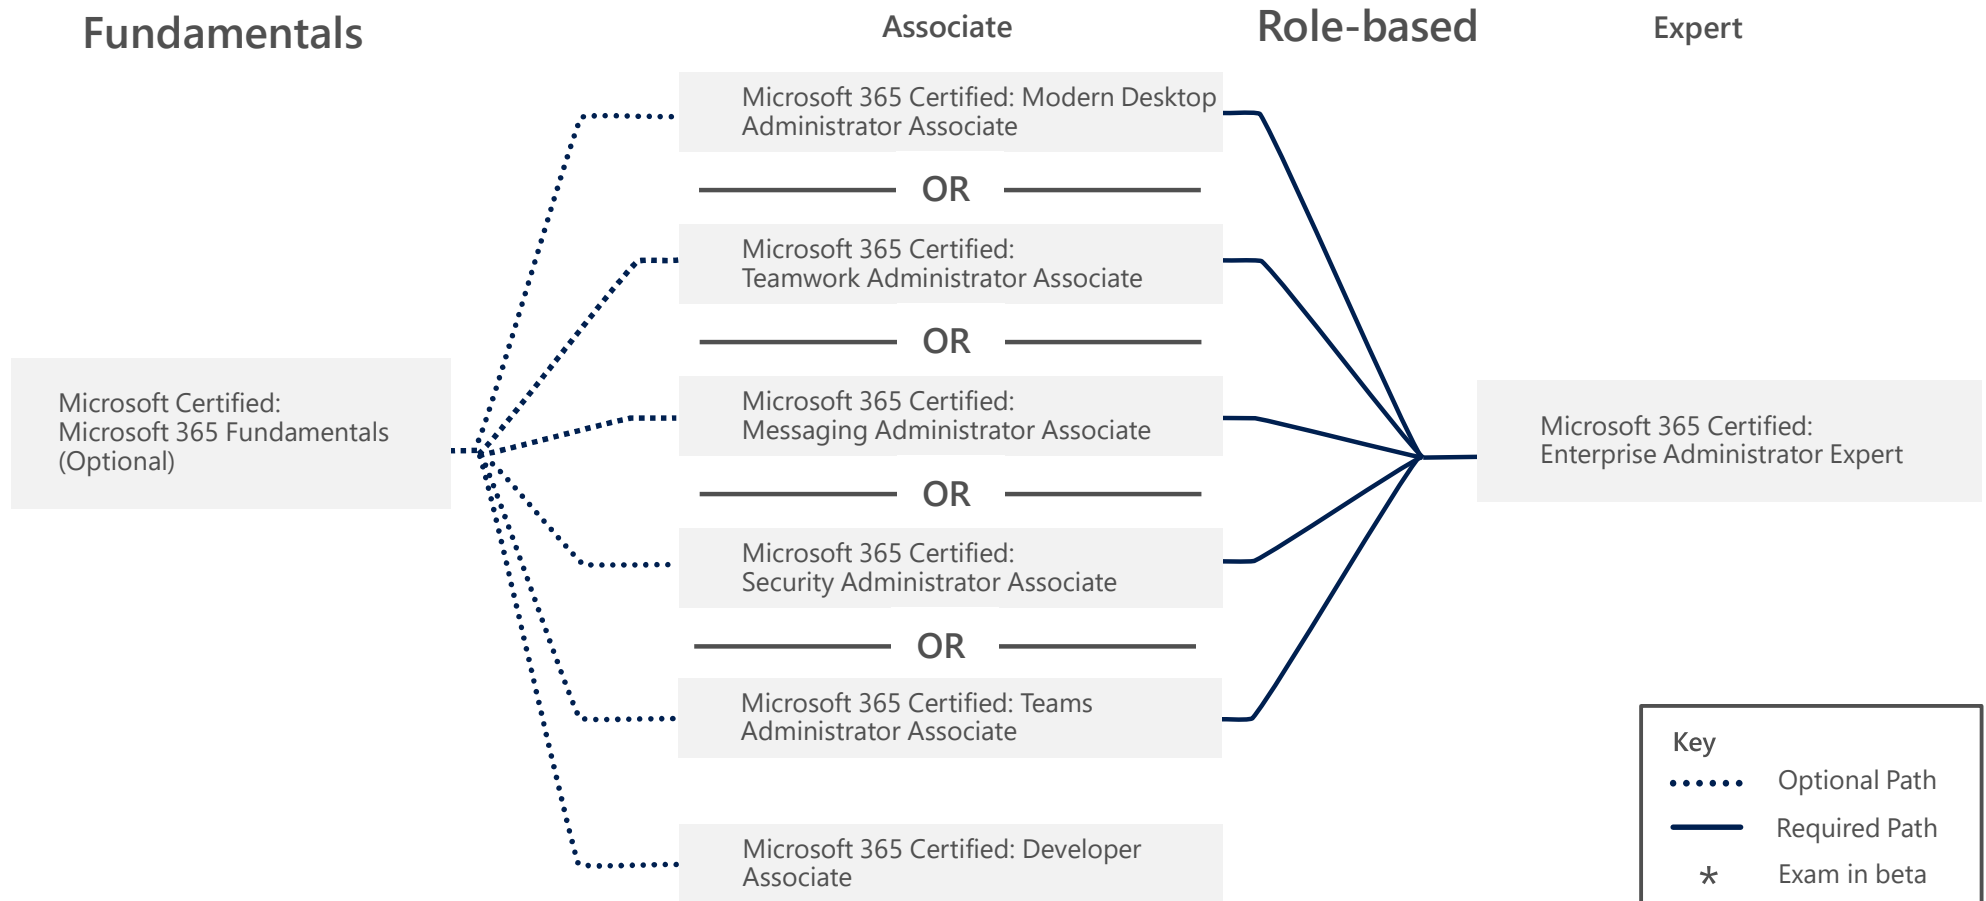 Fundamentals
Associate
Role-based
Expert
Microsoft 365 Certified: Modern Desktop
Administrator Associate
OR
Microsoft 365 Certified:
Teamwork Administrator Associate
OR
Microsoft Certified:
Microsoft 365 Fundamentals
(Optional)
Microsoft 365 Certified:
Messaging Administrator Associate
Microsoft 365 Certified:
Enterprise Administrator Expert
OR
Microsoft 365 Certified:
Security Administrator Associate
OR
Microsoft 365 Certified: Teams
Administrator Associate
Microsoft 365 Certified: Developer
Associate
Key
Optional Path
Required Path
* Exam in beta